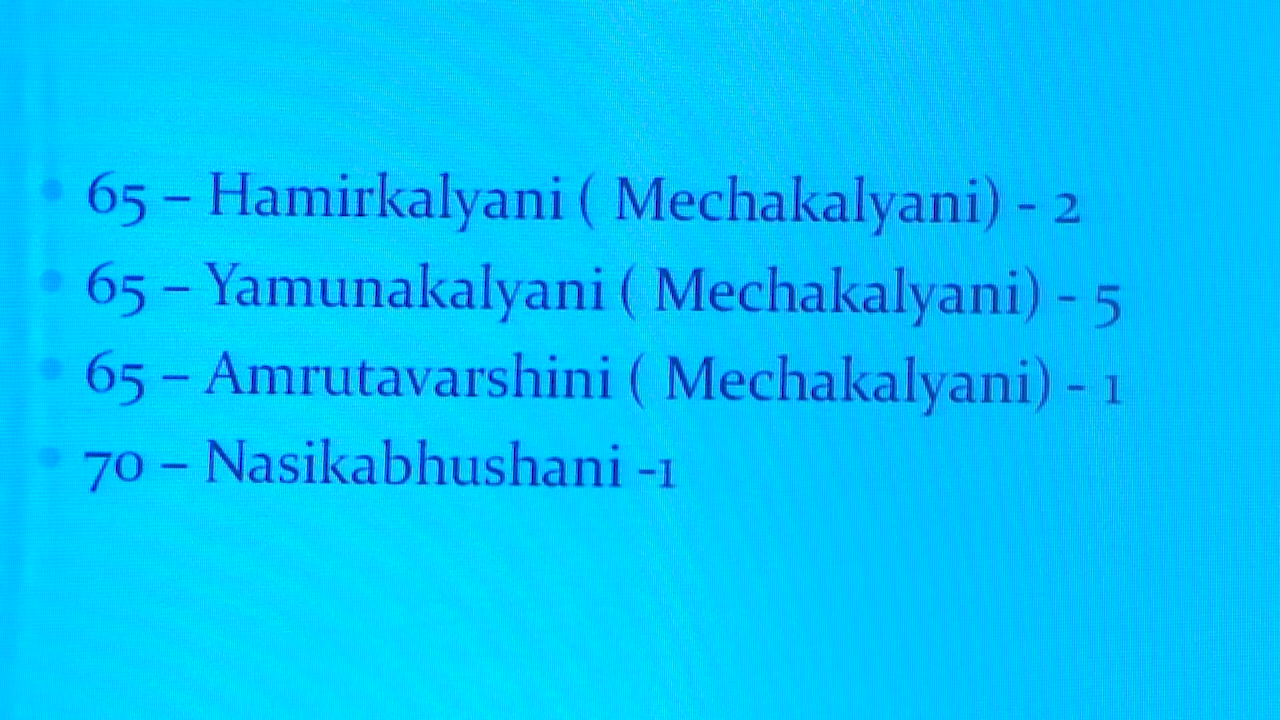 65 – Hamirkalyani ( Mechakalyani) - 2
65 – Yamunakalyani ( Mechakalyani) - 5
65 – Amrutavarshini ( Mechakalyani) - 1
70 – Nasikabhushani -1